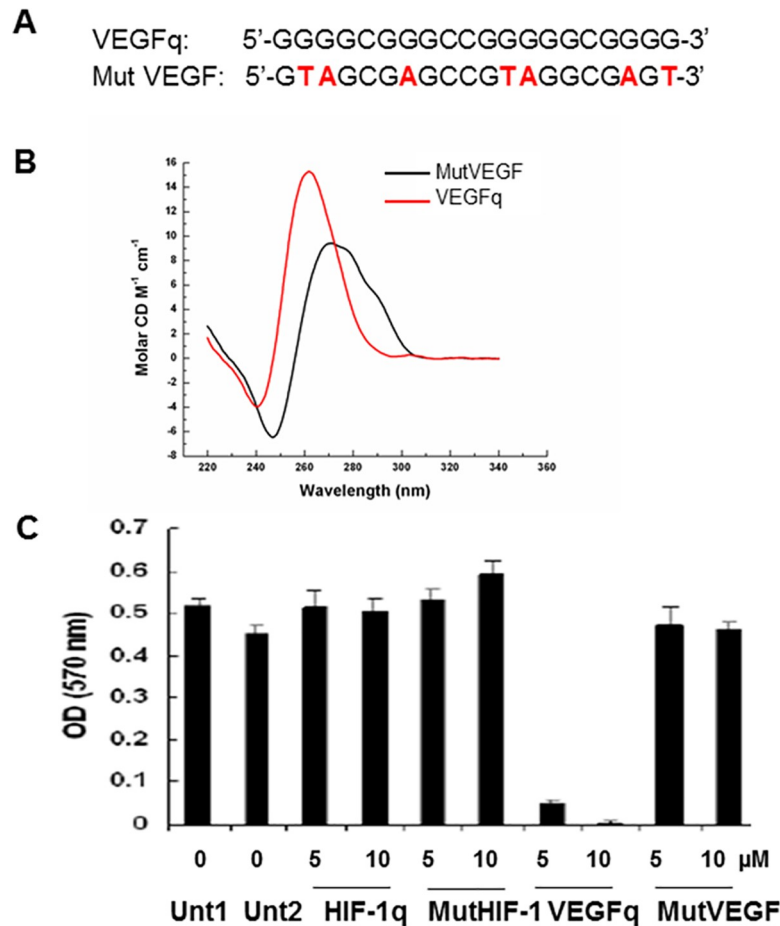 A
VEGFq: 5'-GGGGCGGGCCGGGGGCGGGG-3'
Mut VEGF: 5'-GTAGCGAGCCGTAGGCGAGT-3'
B
MutVEGF
VEGFq
Molar CD M⁻¹ cm⁻¹
16
14
12
10
8
6
4
2
0
-2
-4
-6
-8
220 240 260 280 300 320 340 360
Wavelength (nm)
C
OD (570 nm)
0.7
0.6
0.5
0.4
0.3
0.2
0.1
0
0 0 5 10 5 10 5 10 5 10 µM
Unt1 Unt2 HIF-1q MutHIF-1 VEGFq MutVEGF